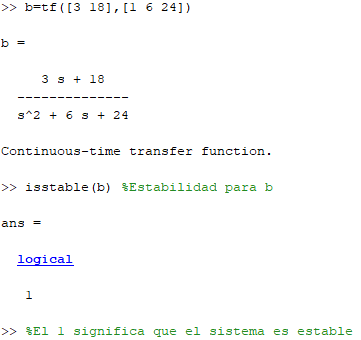 >> b=tf([3 18],[1 6 24])
b =
3 s + 18
--------------
s^2 + 6 s + 24
Continuous-time transfer function.
>> isstable(b) %Estabilidad para b
ans =
logical
1
>> %El 1 significa que el sistema es estable